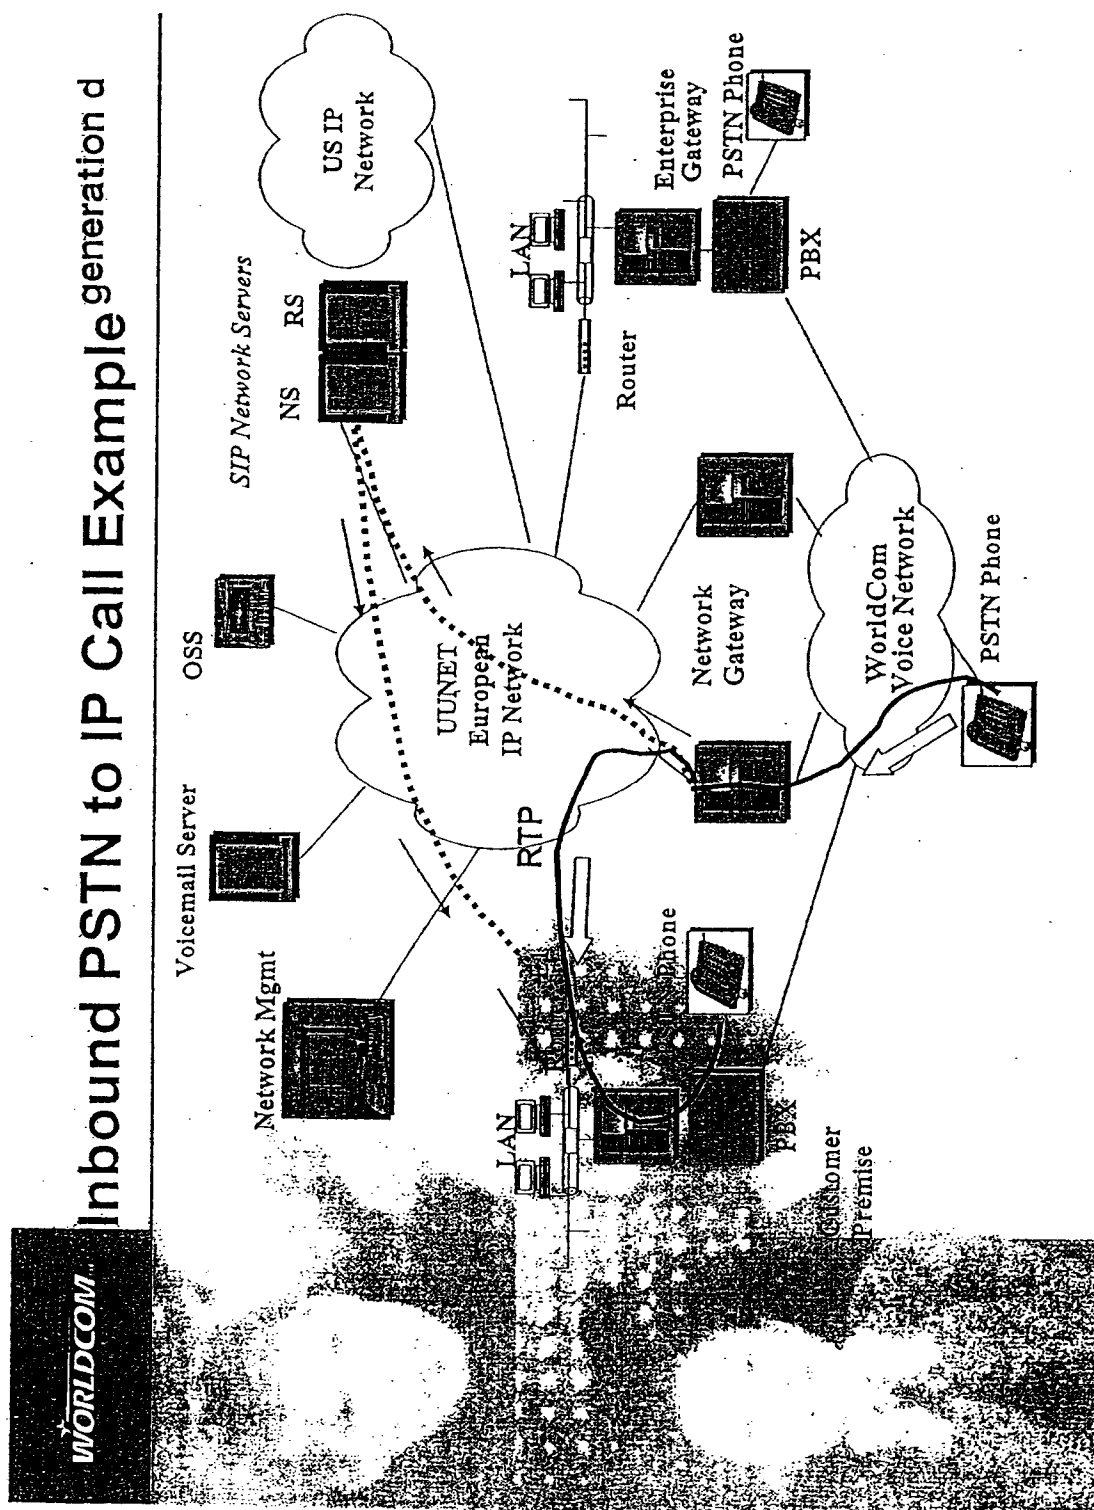 WORLDCOM
Inbound PSTN to IP Call Example
generation d
Voicemail Server
OSS
SIP Network Servers
NS
RS
US IP
Network
Network Mgmt
UUNET
European
IP Network
RTP
LAN
Phone
PBX
Customer
Premise
Network
Gateway
Router
LAN
Enterprise
Gateway
PSTN Phone
PBX
WorldCom
Voice Network
PSTN Phone